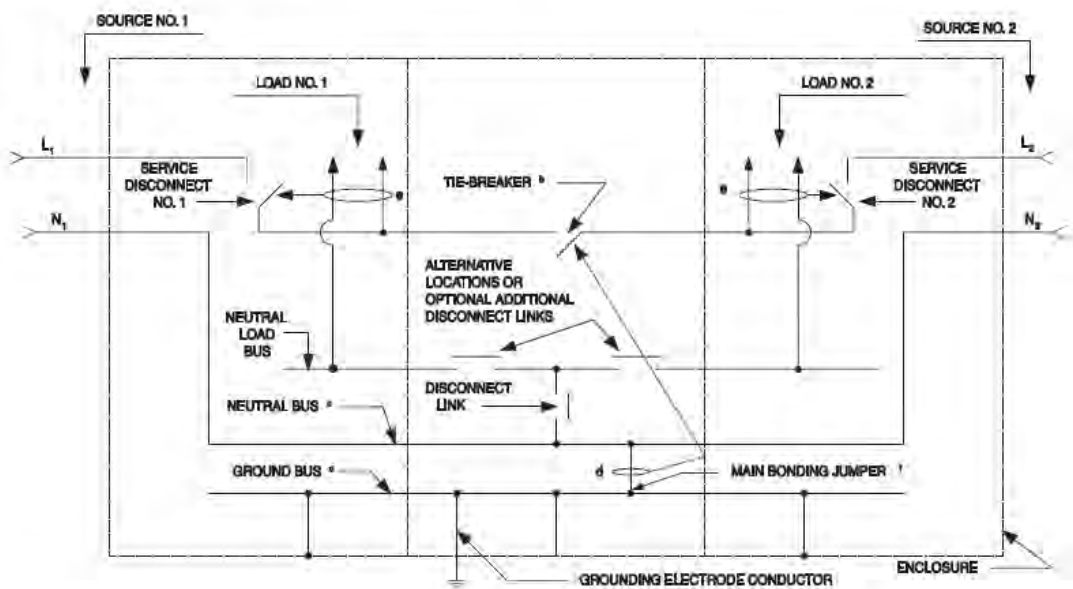 SOURCE NO. 1
SOURCE NO. 2
LOAD NO. 1
LOAD NO. 2
L1
L2
SERVICE
DISCONNECT
NO. 1
e
TIE-BREAKER b
e
SERVICE
DISCONNECT
NO. 2
N1
N2
ALTERNATIVE
LOCATIONS OR
OPTIONAL ADDITIONAL
DISCONNECT LINKS
NEUTRAL
LOAD
BUS
DISCONNECT
LINK
NEUTRAL BUS
GROUND BUS
d
MAIN BONDING JUMPER
ENCLOSURE
GROUNDING ELECTRODE CONDUCTOR